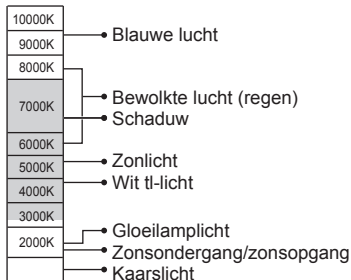 10000K
Blauwe lucht
9000K
8000K
Bewolkte lucht (regen)
7000K
Schaduw
6000K
Zonlicht
5000K
Wit tl-licht
4000K
3000K
Gloeilamplicht
2000K
Zonsondergang/zonsopgang
Kaarslicht